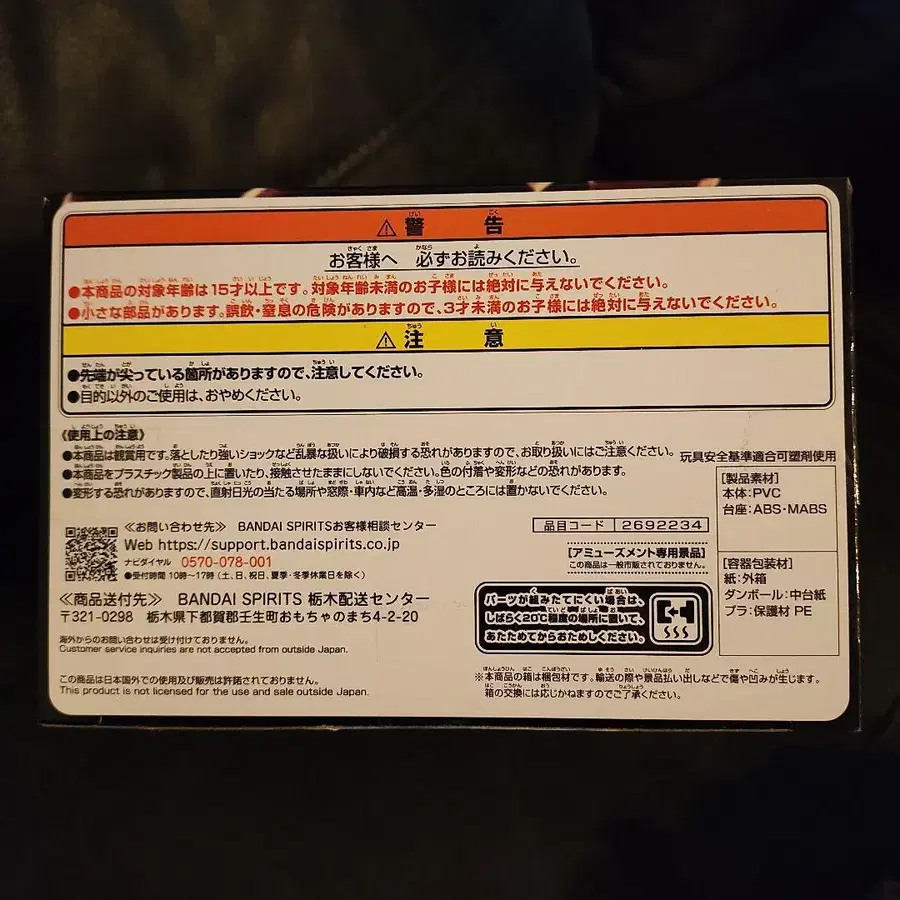 ⚠警告
お客様へ 必ずお読みください。
●本商品の対象年齢は15才以上です。対象年齢未満のお子様には絶対に与えないでください。
●小さな部品があります。誤飲・窒息の危険がありますので、3才未満のお子様には絶対に与えないでください。
⚠注意
●先端が尖っている箇所がありますので、注意してください。
●目的以外のご使用は、おやめください。
《使用上の注意》
●本商品は観賞用です。落としたり強いショックなど乱暴な扱いにより破損する恐れがありますので、お取り扱いにはご注意ください。
●本商品をプラスチック製品の上に置いたり、接触させたままにしないでください。色の付着や変形などの恐れがあります。
●変形する恐れがありますので、直射日光の当たる場所や窓際・車内など高温・多湿のところには置かないでください。
玩具安全基準適合可塑剤使用
[製品素材]
本体:PVC
台座:ABS・MABS
[容器包装材]
紙:外箱
ダンボール:中台紙
プラ:保護材 PE
≪お問い合わせ先≫ BANDAI SPIRITSお客様相談センター
Web https://support.bandaispirits.co.jp
ナビダイヤル 0570-078-001
●受付時間 10時〜17時(土、日、祝日、夏季・冬季休業日を除く)
≪商品送付先≫ BANDAI SPIRITS 栃木配送センター
〒321-0298 栃木県下都賀郡壬生町おもちゃのまち4-2-20
海外からのお問い合わせは受け付けておりません。
Customer service inquiries are not accepted from outside Japan.
この商品は日本国外での使用及び販売は許諾されておりません。
This product is not licensed for the use and sale outside Japan.
品目コード 2692234
[アミューズメント専用景品]
この商品は一般市販されておりません。
パーツが組みたてにくい場合は、
しばらく20℃程度の場所に置いて、
あたためてからおためしください。
※本商品の箱は梱包材です。輸送の際や景品払い出しなどで傷や凹みが生じます。
箱の交換には応じかねますのでご了承ください。